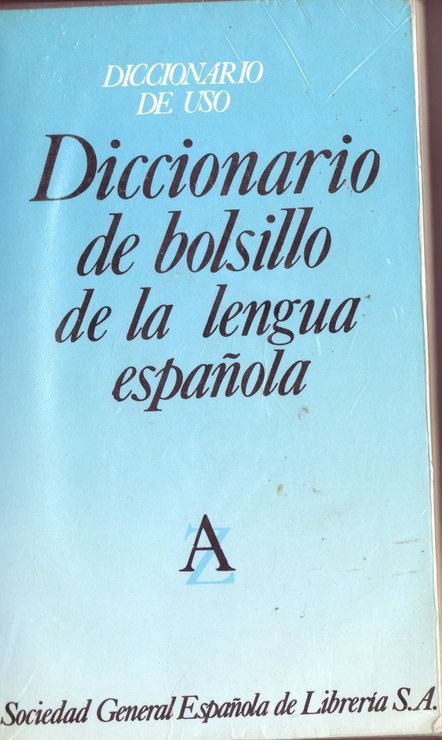 DICCIONARIO
DE USO
Diccionario
de bolsillo
de la lengua
española
A
Z
Sociedad General Española de Librería S.A.